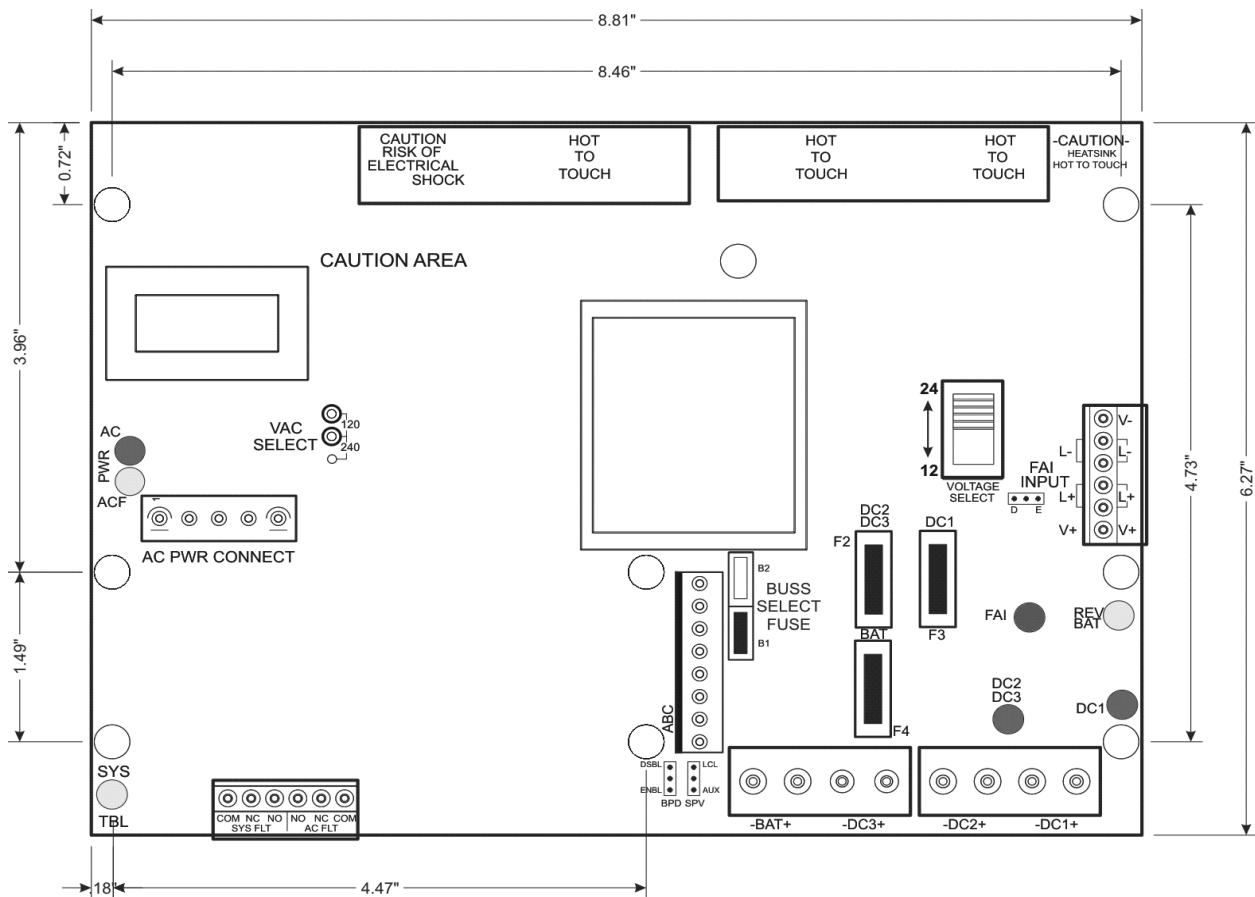 8.81"
8.46"
0.72"
3.96"
1.49"
4.73"
6.27"
CAUTION
RISK OF
ELECTRICAL
SHOCK
HOT
TO
TOUCH
HOT
TO
TOUCH
HOT
TO
TOUCH
-CAUTION-
HEATSINK
HOT TO TOUCH
CAUTION AREA
VAC
SELECT
120
240
AC
PWR
ACF
1
AC PWR CONNECT
24
12
VOLTAGE
SELECT
FAI
INPUT
D E
V-
L- L-
L+ L+
V+ V+
DC2
DC3
F2
DC1
F3
BAT
F4
B2
BUSS
SELECT
FUSE
B1
FAI
REV
BAT
DC2
DC3
DC1
ABC
SYS
TBL
COM NC NO NO NC COM
SYS FLT AC FLT
DSBL
ENBL
BPD
LCL
AUX
SPV
-BAT+ -DC3+ -DC2+ -DC1+
.18"
4.47"